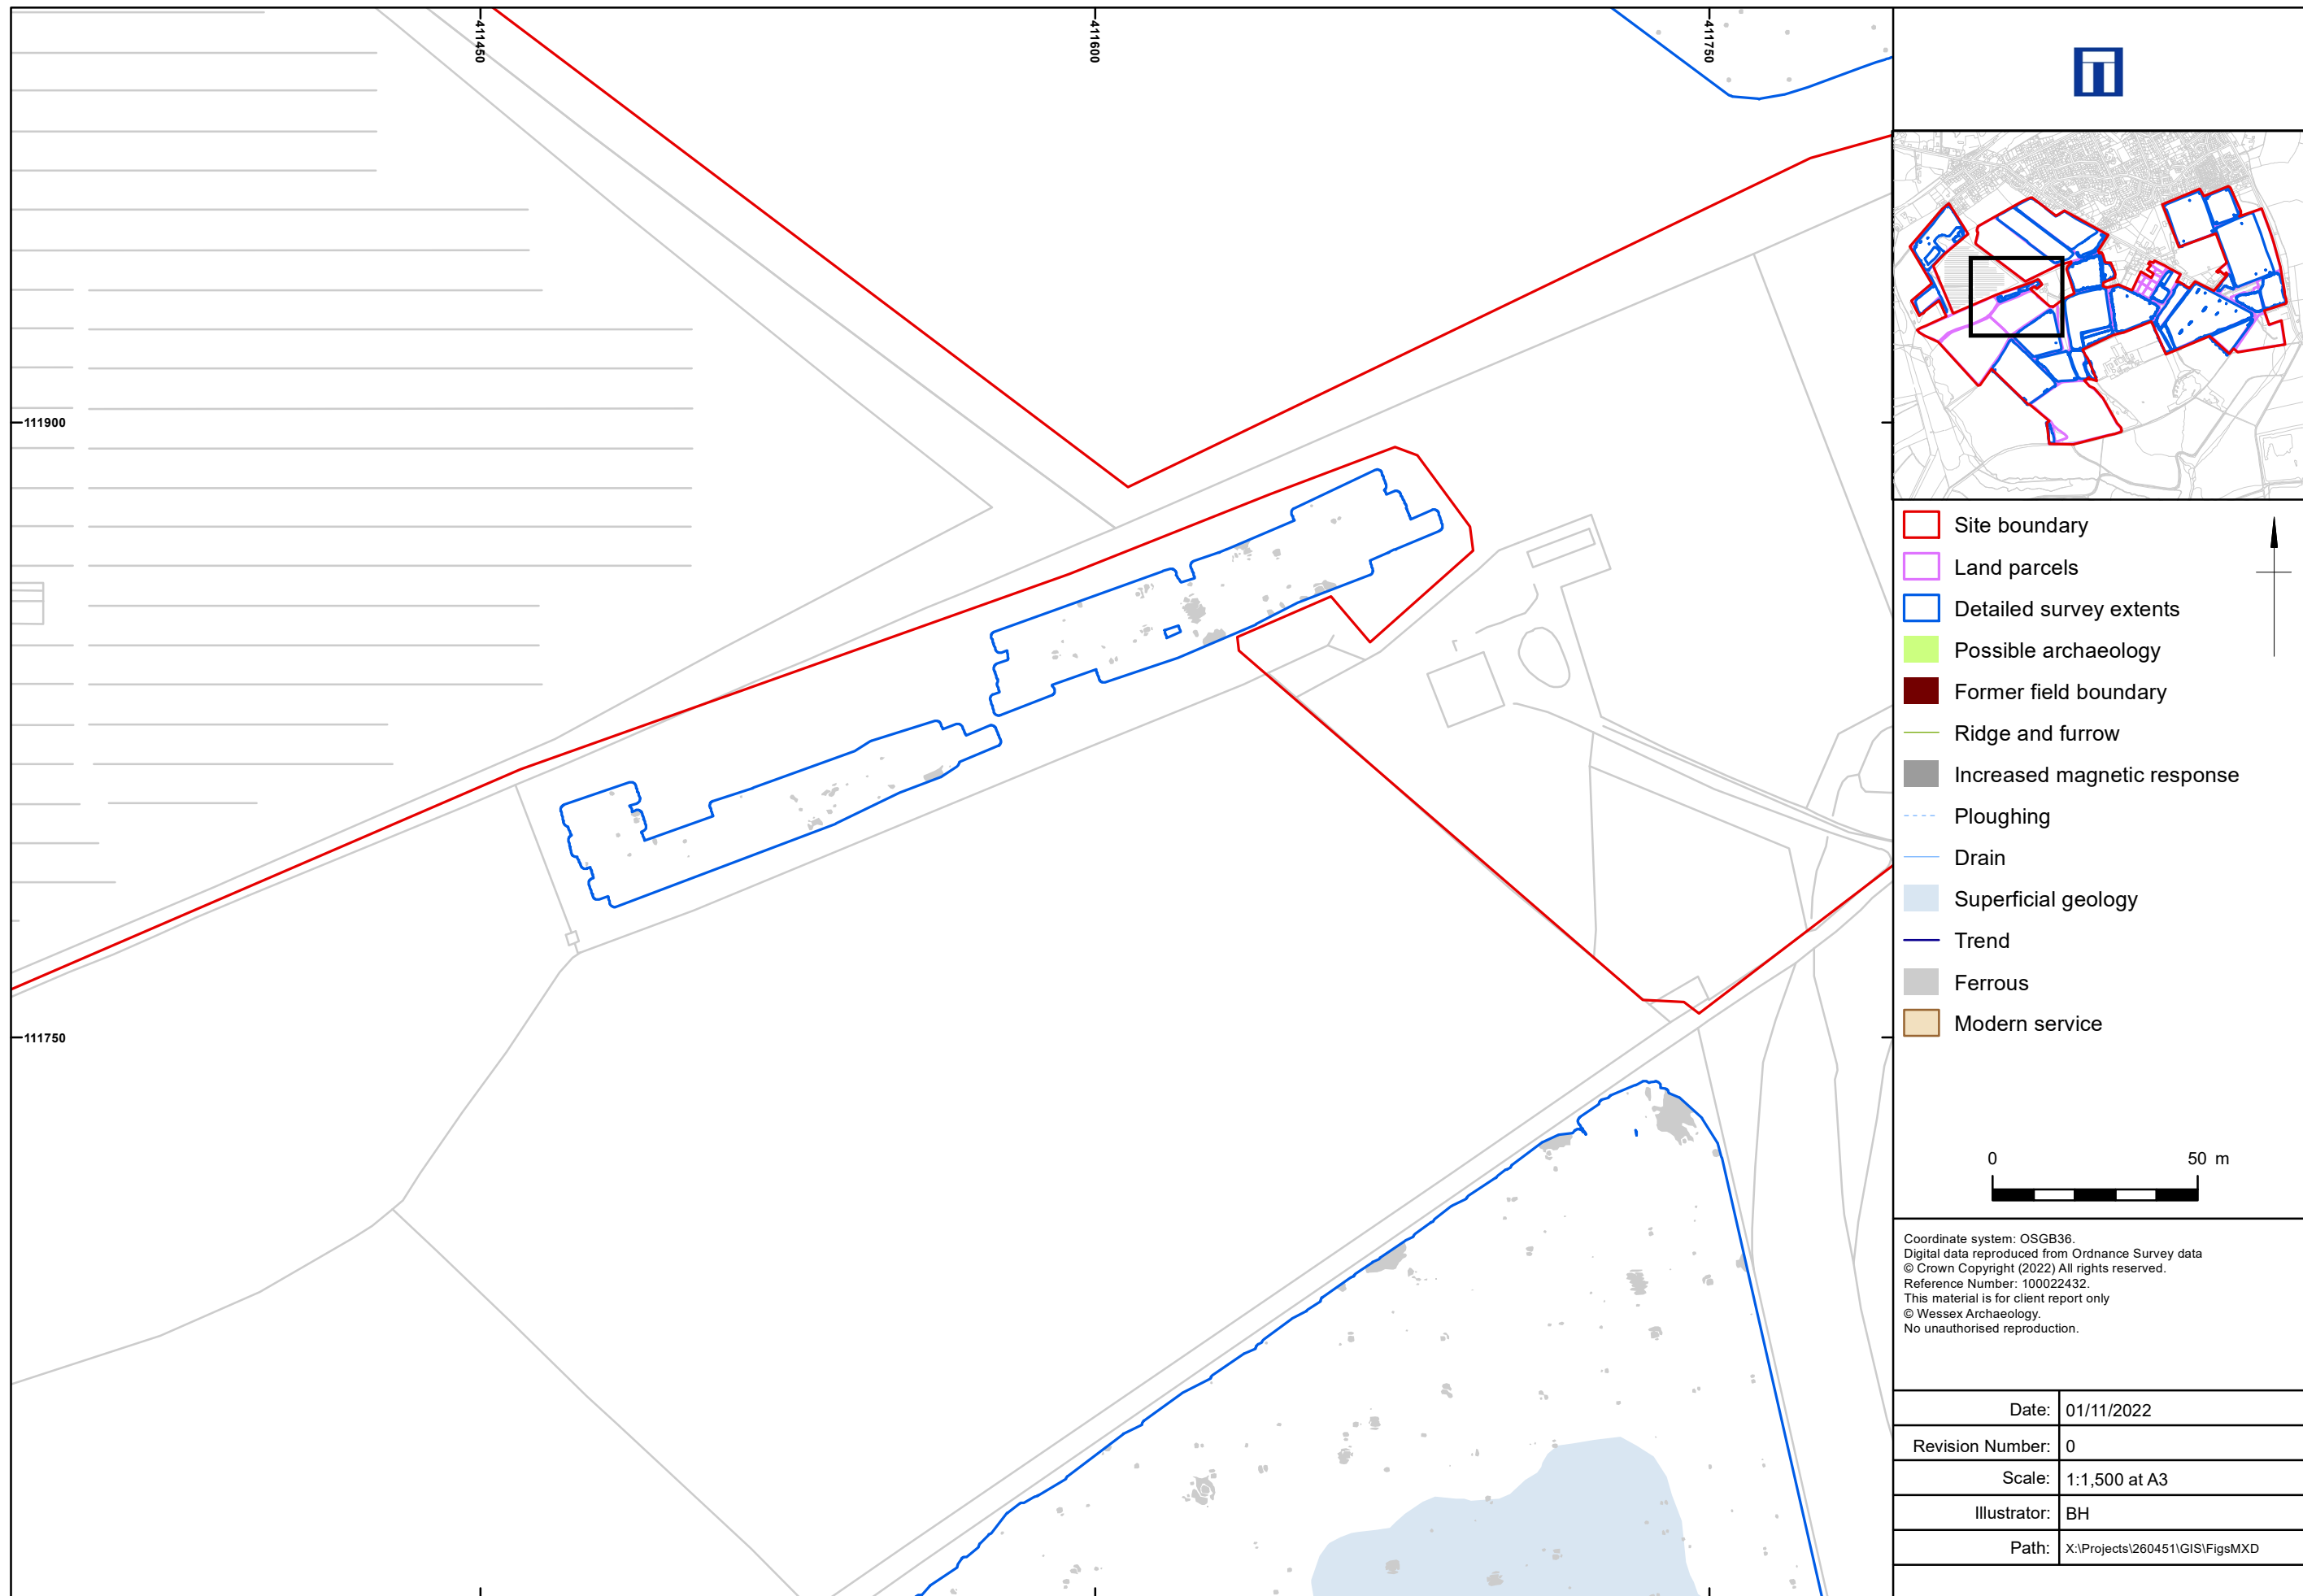 411450
411600
411750
111900
111750
Site boundary
Land parcels
Detailed survey extents
Possible archaeology
Former field boundary
Ridge and furrow
Increased magnetic response
Ploughing
Drain
Superficial geology
Trend
Ferrous
Modern service
0 50 m
Coordinate system: OSGB36.
Digital data reproduced from Ordnance Survey data
© Crown Copyright (2022) All rights reserved.
Reference Number: 100022432.
This material is for client report only
© Wessex Archaeology.
No unauthorised reproduction.
Date: 01/11/2022
Revision Number: 0
Scale: 1:1,500 at A3
Illustrator: BH
Path: X:\Projects\260451\GIS\FigsMXD